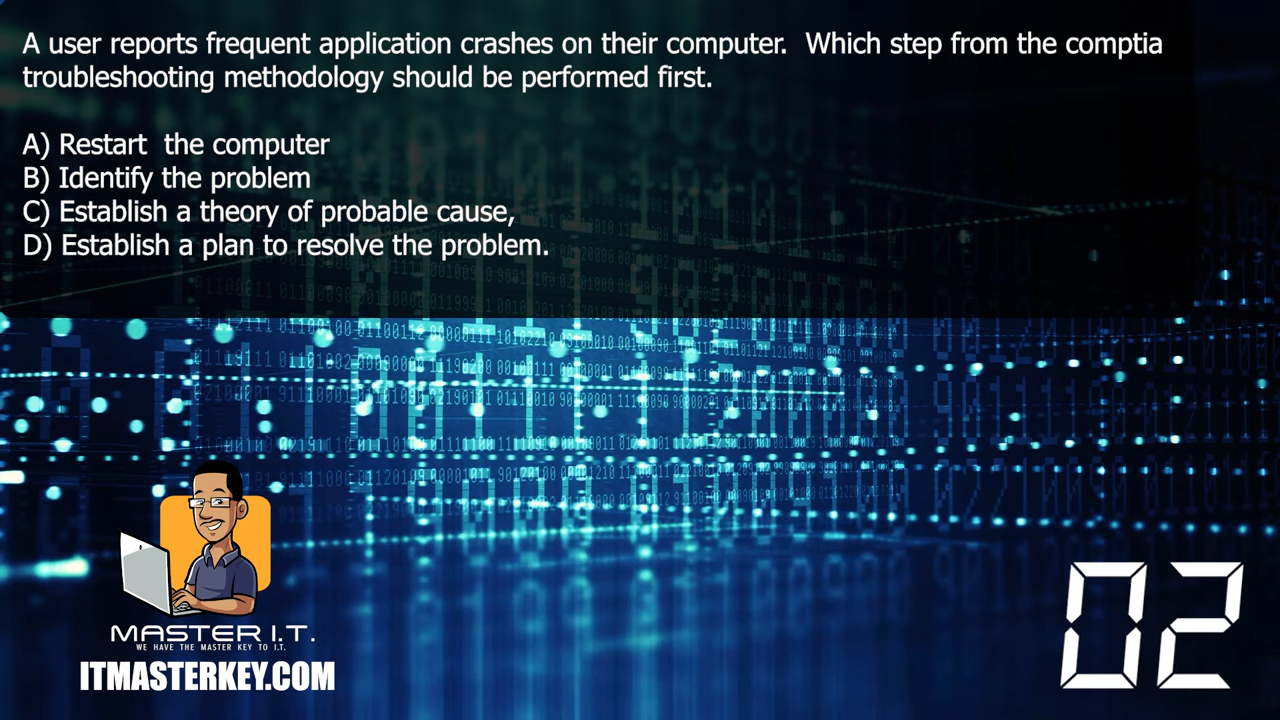 A user reports frequent application crashes on their computer.  Which step from the comptia
troubleshooting methodology should be performed first.
A) Restart  the computer
B) Identify the problem
C) Establish a theory of probable cause,
D) Establish a plan to resolve the problem.
MASTER I.T.
WE HAVE THE MASTER KEY TO I.T.
ITMASTERKEY.COM
02